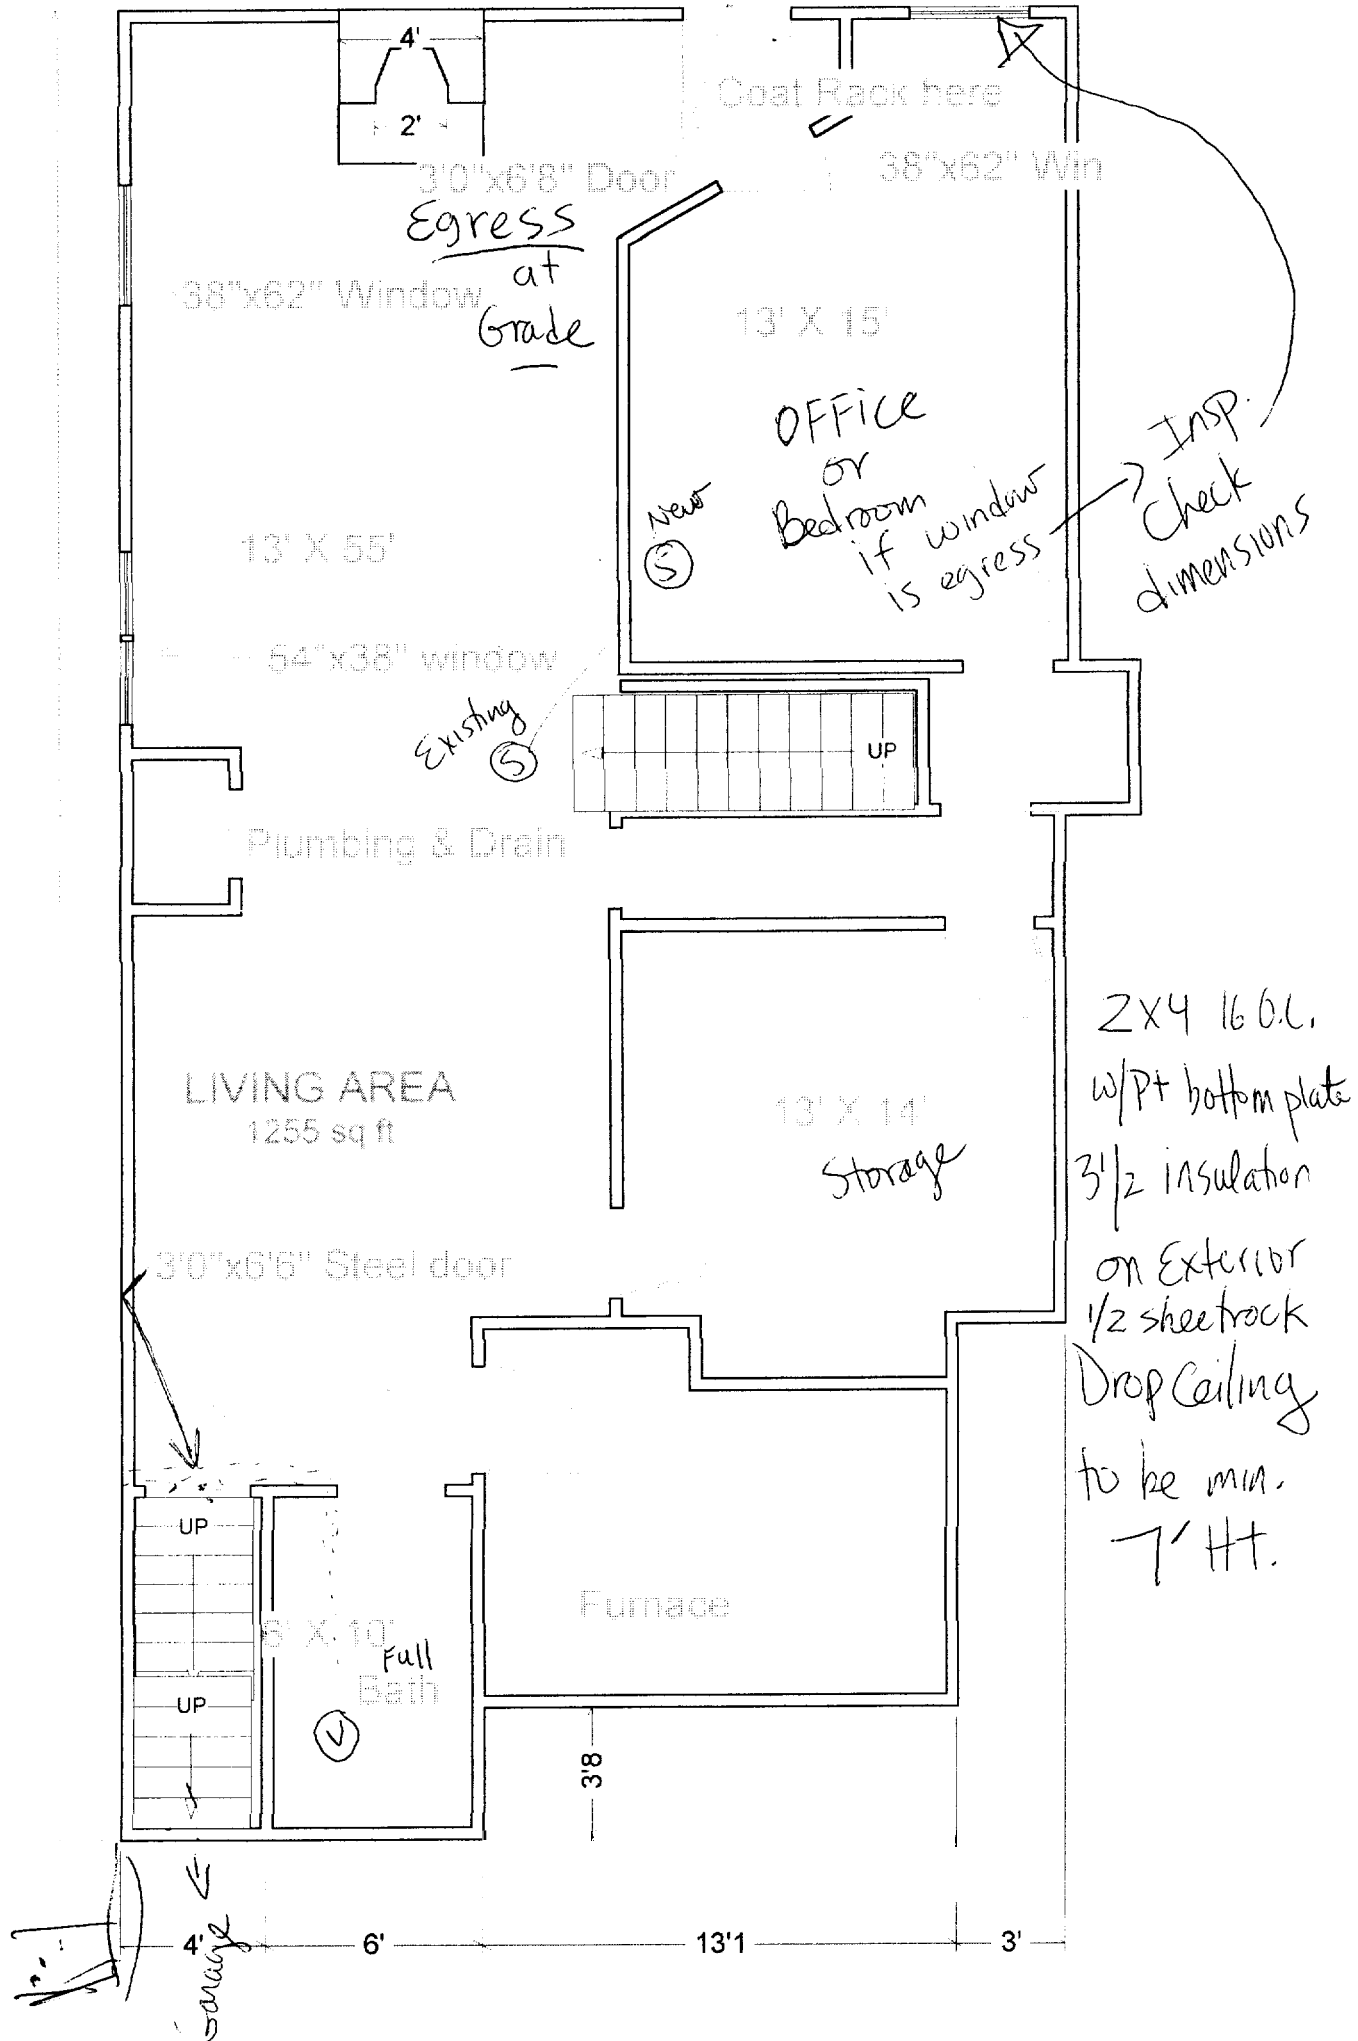 4'
2'
Coat Rack here
3'0"x6'8" Door
38"x62" Win
Egress
at
Grade
38"x62" Window
13' X 15'
OFFice
or
Bedroom
if window
is egress
Insp.
Check
dimensions
New
S
13' X 55'
54"x38" window
Existing
S
UP
Plumbing & Drain
LIVING AREA
1255 sq ft
13' X 14'
Storage
2X4 16 O.C.
w/Pt bottom plate
3 1/2 insulation
on Exterior
1/2 sheetrock
Drop Ceiling
to be min.
7' Ht.
3'0"x6'6" Steel door
UP
UP
6' X 10'
Full
Bath
V
Furnace
3'8
4'
6'
13'1
3'
Garage